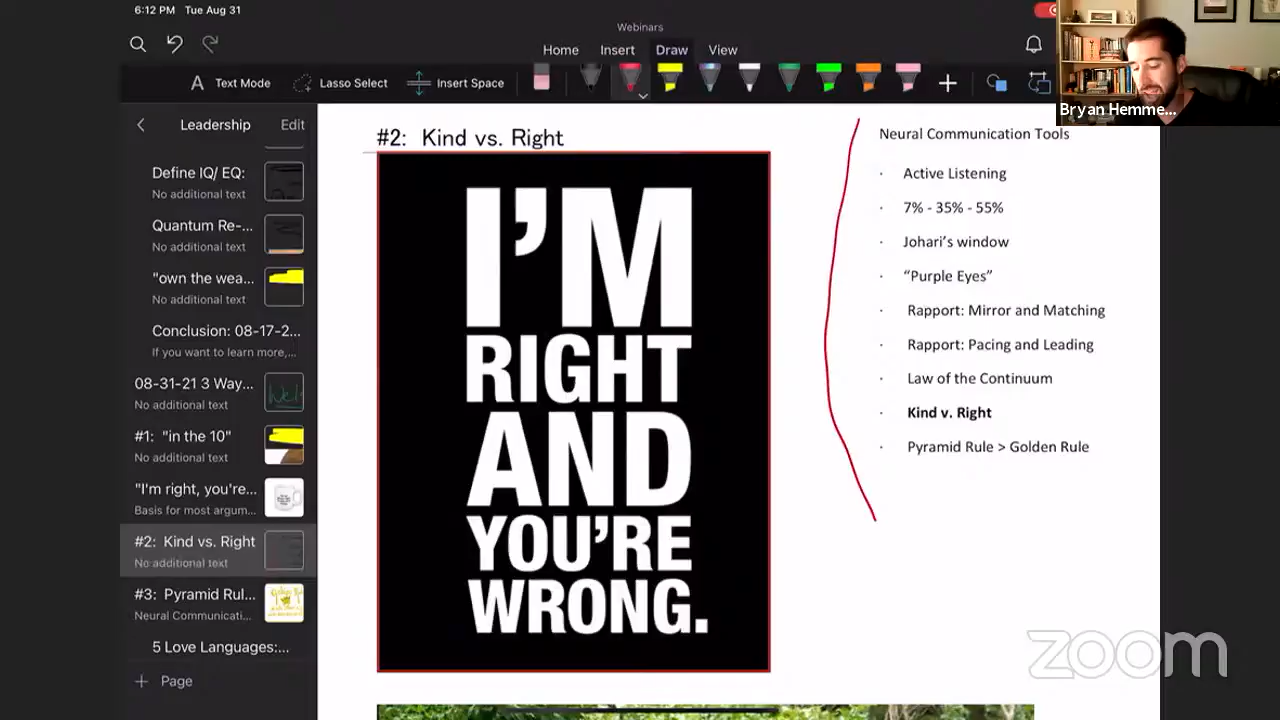 6:12 PM Tue Aug 31
Webinars
Home Insert Draw View
Text Mode Lasso Select Insert Space
Bryan Hemme...
Leadership Edit
Define IQ/ EQ:
No additional text
Quantum Re-...
No additional text
"own the wea...
No additional text
Conclusion: 08-17-2...
If you want to learn more,...
08-31-21 3 Way...
No additional text
#1: "in the 10"
No additional text
"I'm right, you're...
Basis for most argum...
#2: Kind vs. Right
No additional text
#3: Pyramid Rul...
Neural Communicati...
5 Love Languages:...
+ Page
#2: Kind vs. Right
I'M
RIGHT
AND
YOU'RE
WRONG.
Neural Communication Tools
· Active Listening
· 7% - 35% - 55%
· Johari's window
· “Purple Eyes”
· Rapport: Mirror and Matching
· Rapport: Pacing and Leading
· Law of the Continuum
· Kind v. Right
· Pyramid Rule > Golden Rule
zoom